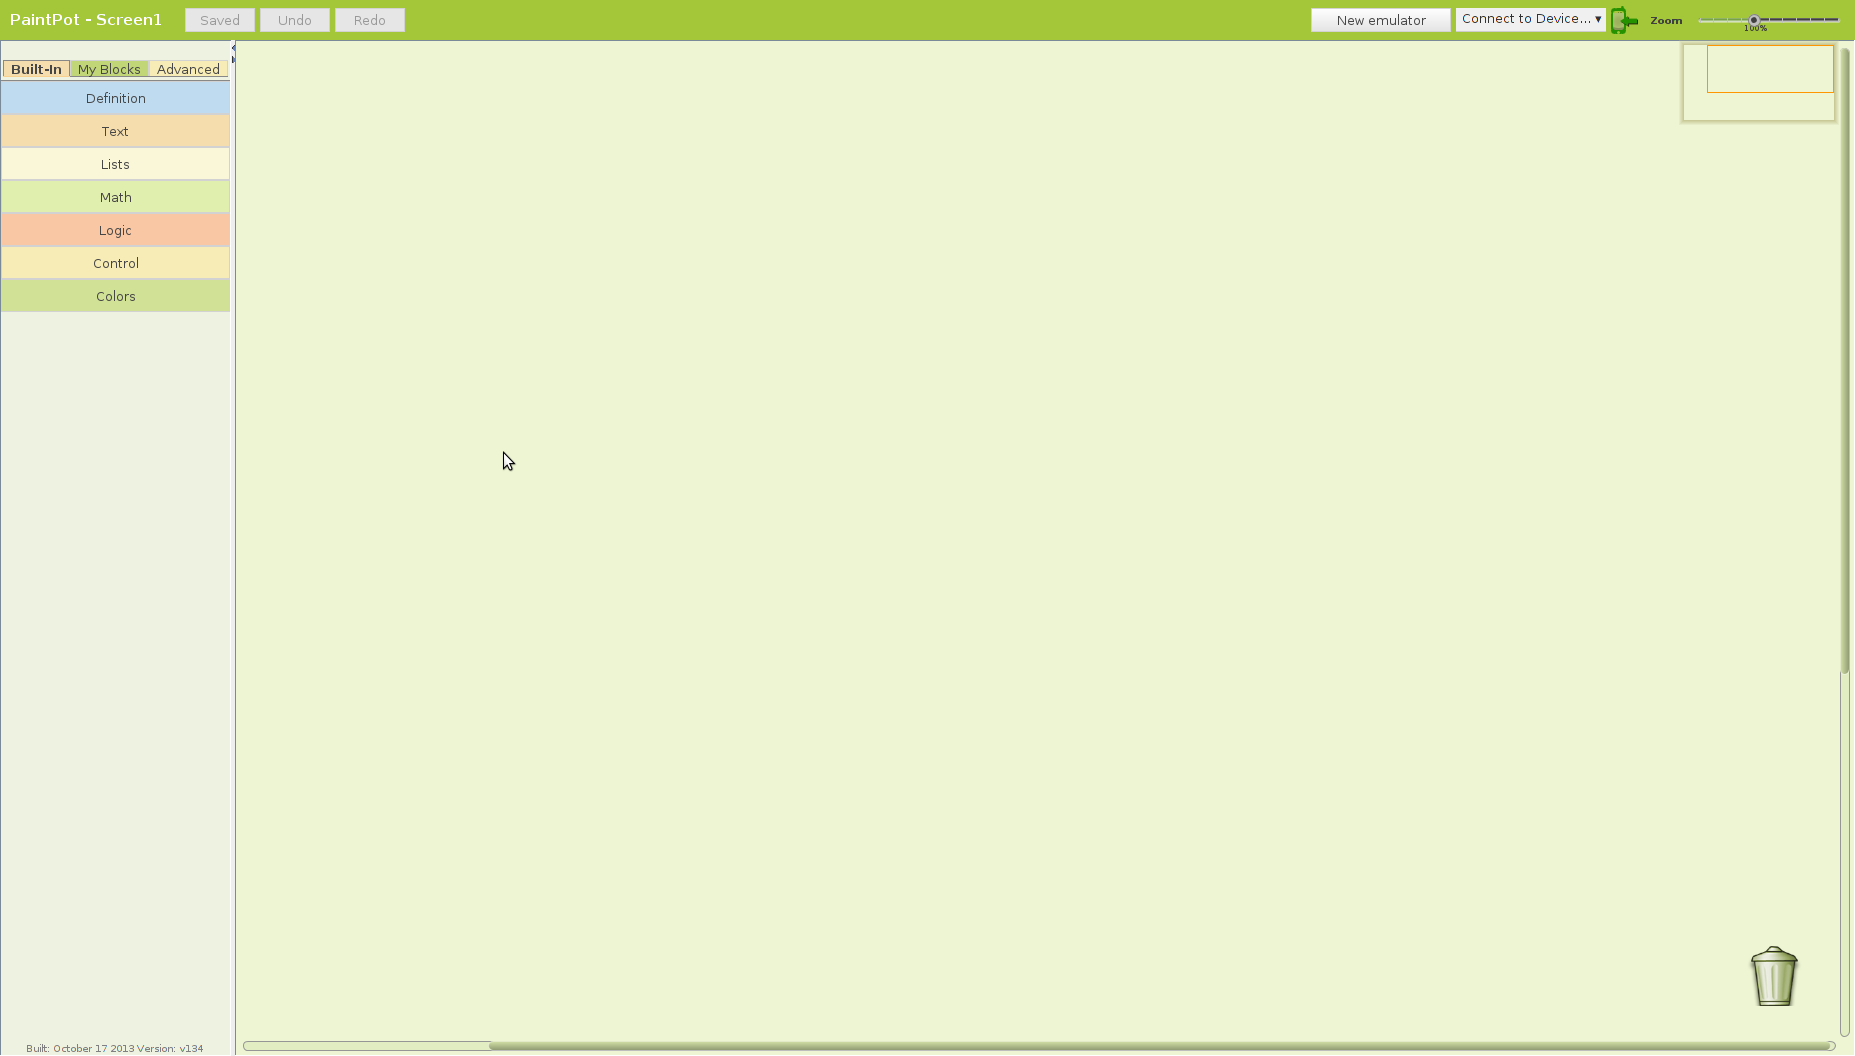 PaintPot - Screen1 Saved Undo Redo New emulator Connect to Device... Zoom
100%
Built-In My Blocks Advanced
Definition
Text
Lists
Math
Logic
Control
Colors
Built: October 17 2013 Version: v134